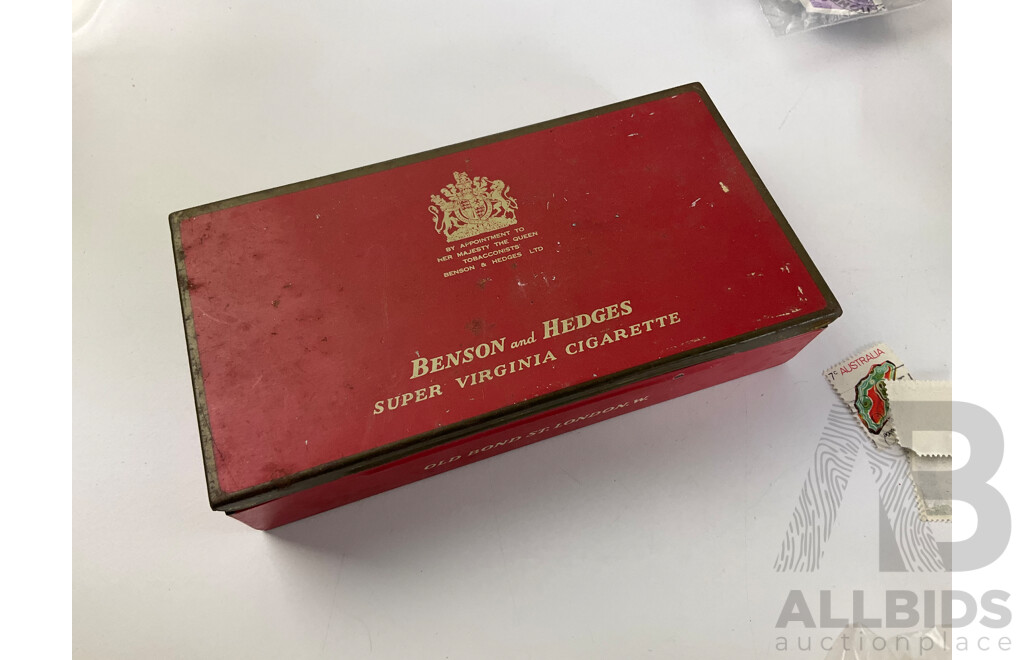 BY APPOINTMENT TO
HER MAJESTY THE QUEEN
TOBACCONISTS
BENSON & HEDGES LTD
BENSON and HEDGES
SUPER VIRGINIA CIGARETTE
OLD BOND ST. LONDON. W.
7c AUSTRALIA
AB
ALLBIDS
auctionplace